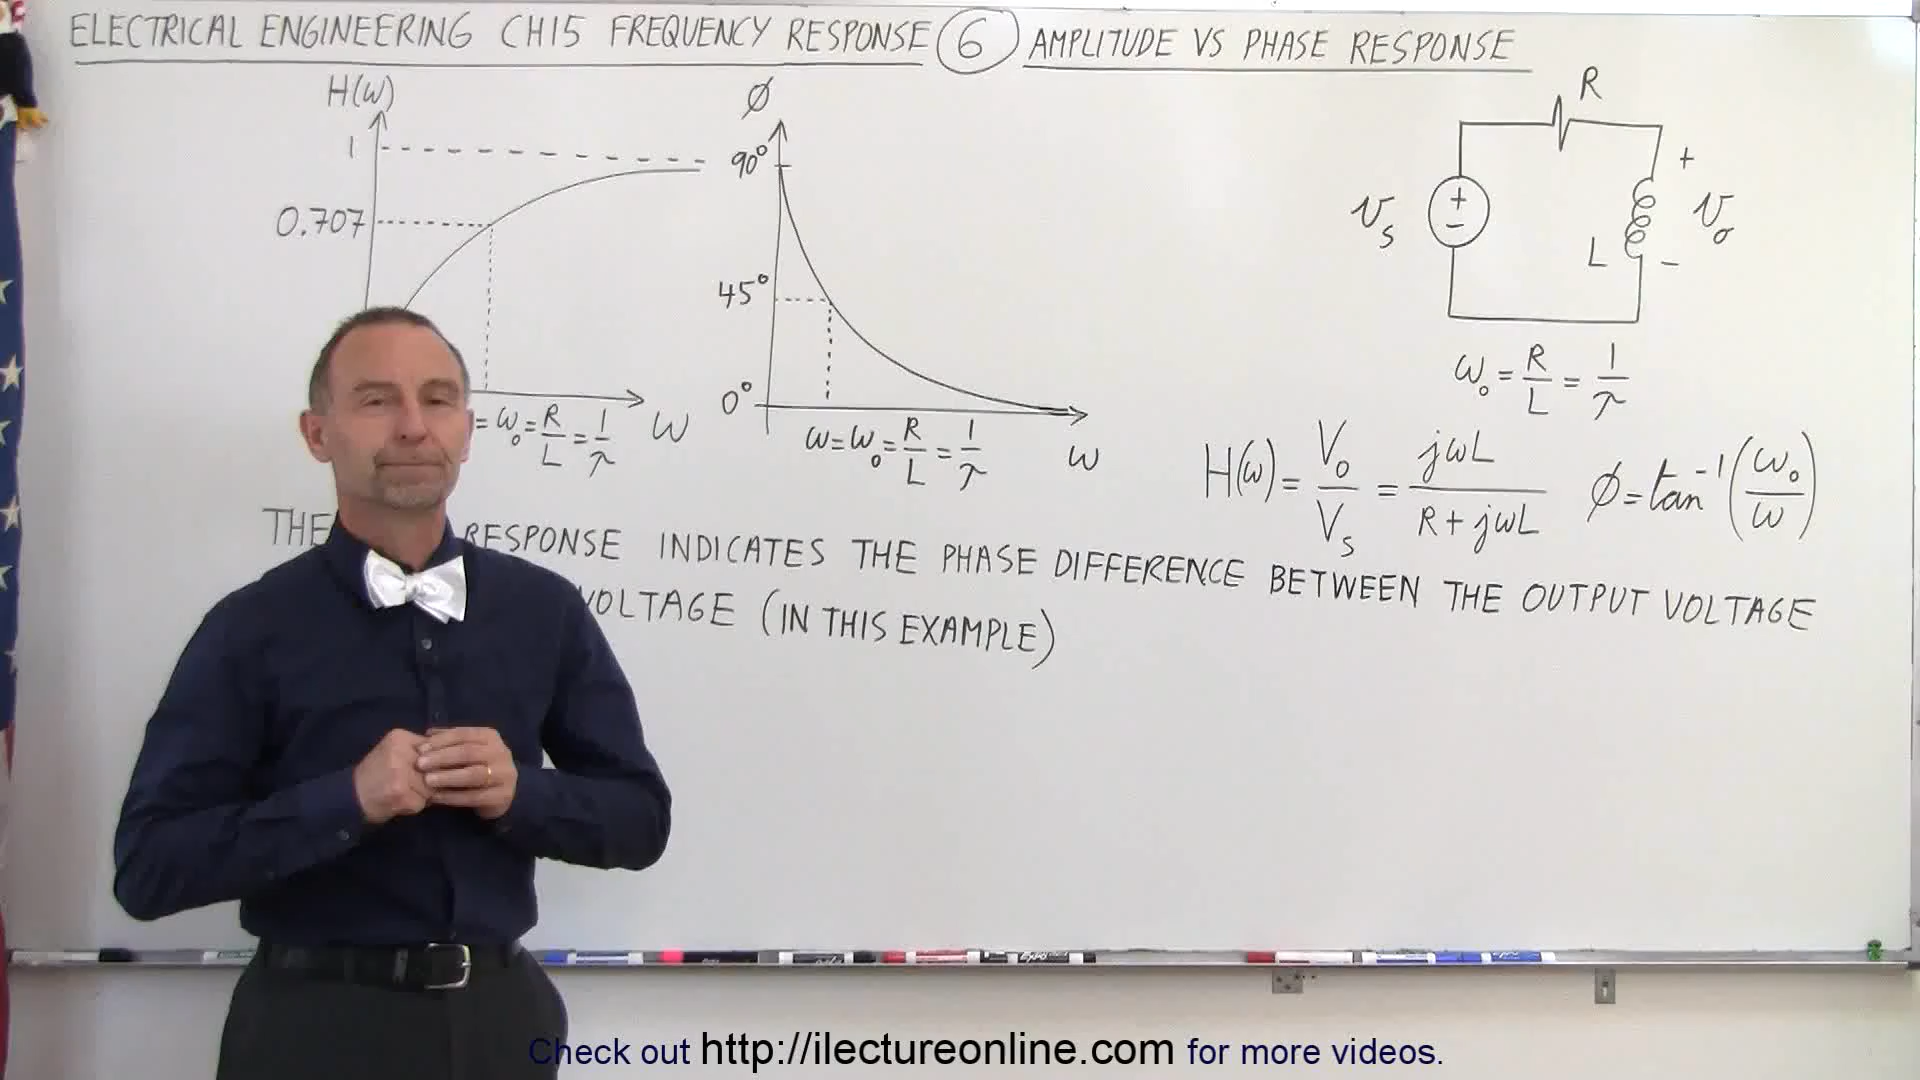 ELECTRICAL ENGINEERING CH15 FREQUENCY RESPONSE 6 AMPLITUDE VS PHASE RESPONSE
H(ω)
1
0.707
= ω₀ = R/L = 1/τ
ω
ϕ
90°
45°
0°
ω = ω₀ = R/L = 1/τ
ω
R
+
vₛ
+
−
L
vₒ
−
ω₀ = R/L = 1/τ
H(ω) = Vₒ/Vₛ = jωL/(R + jωL)
ϕ = tan⁻¹(ω₀/ω)
THE RESPONSE INDICATES THE PHASE DIFFERENCE BETWEEN THE OUTPUT VOLTAGE
VOLTAGE (IN THIS EXAMPLE)
Check out http://ilectureonline.com for more videos.